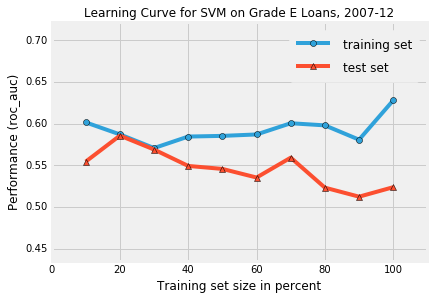 Learning Curve for SVM on Grade E Loans, 2007-12
training set
test set
Performance (roc_auc)
0.70
0.65
0.60
0.55
0.50
0.45
0 20 40 60 80 100
Training set size in percent